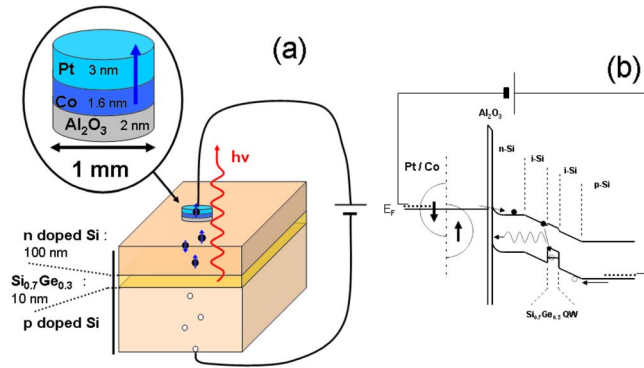 (a)
Pt 3 nm
Co 1.6 nm
Al₂O₃ 2 nm
1 mm
hν
n doped Si :
100 nm
Si₀.₇Ge₀.₃:
10 nm
p doped Si
(b)
Al₂O₃
n-Si
i-Si
i-Si
p-Si
Pt / Co
E_F
Si₀.₇Ge₀.₃ QW